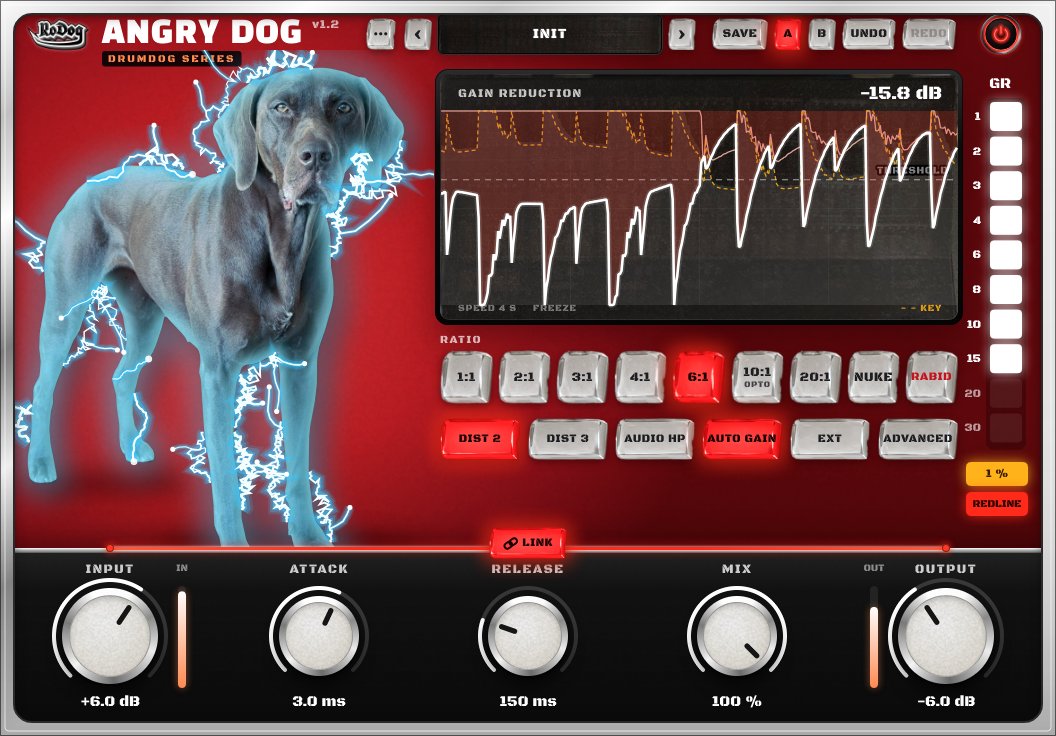 RoDog
ANGRY DOG v1.2
DRUMDOG SERIES
INIT
SAVE A B UNDO REDO
GAIN REDUCTION -15.8 dB
THRESHOLD
SPEED 4 S FREEZE -- KEY
GR
1
2
3
4
6
8
10
15
20
30
1 %
REDLINE
RATIO
1:1 2:1 3:1 4:1 6:1 10:1 20:1 NUKE RABID
OPTO
DIST 2 DIST 3 AUDIO HP AUTO GAIN EXT ADVANCED
LINK
INPUT IN ATTACK RELEASE MIX OUT OUTPUT
+6.0 dB 3.0 ms 150 ms 100 % -6.0 dB